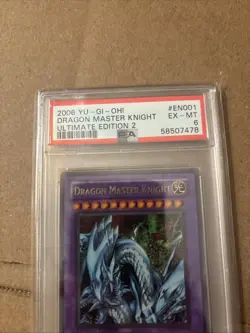 2006 YU-GI-OH! #EN001
DRAGON MASTER KNIGHT EX-MT
ULTIMATE EDITION 2 6
PSA 58507478
DRAGON MASTER KNIGHT